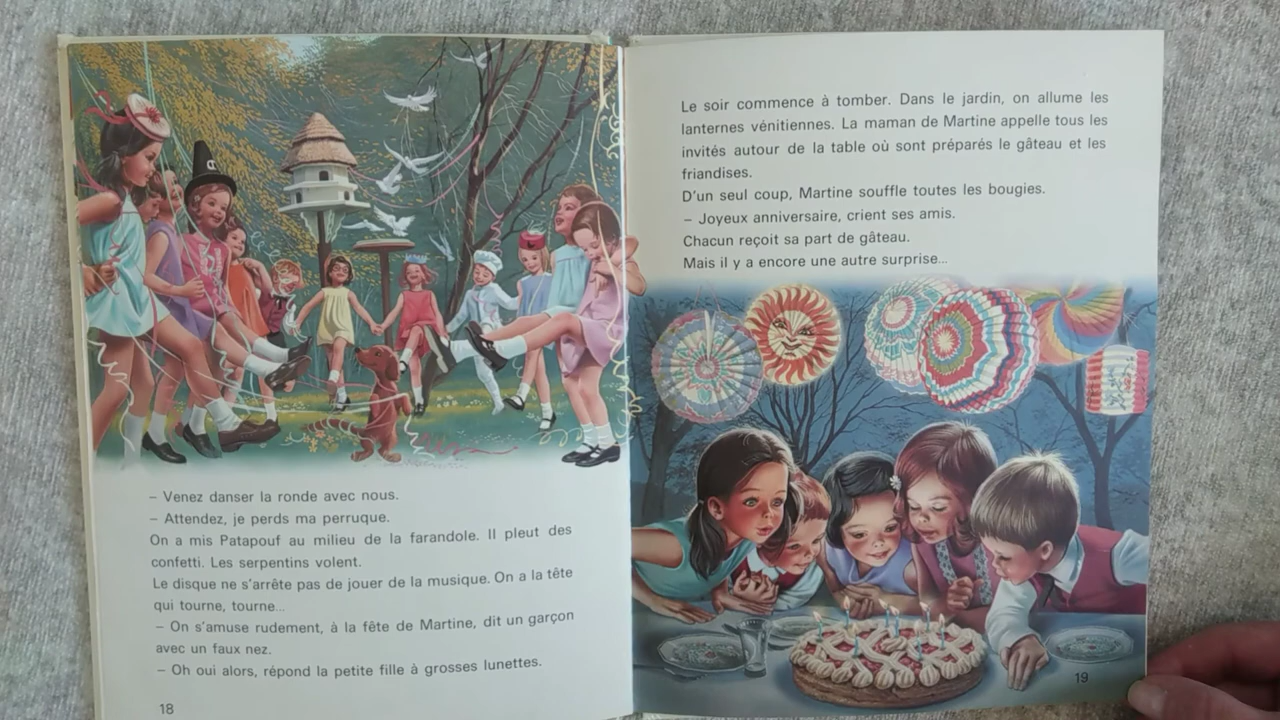 – Venez danser la ronde avec nous.
– Attendez, je perds ma perruque.
On a mis Patapouf au milieu de la farandole. Il pleut des
confetti. Les serpentins volent.
Le disque ne s'arrête pas de jouer de la musique. On a la tête
qui tourne, tourne...
– On s'amuse rudement, à la fête de Martine, dit un garçon
avec un faux nez.
– Oh oui alors, répond la petite fille à grosses lunettes.
18
Le soir commence à tomber. Dans le jardin, on allume les
lanternes vénitiennes. La maman de Martine appelle tous les
invités autour de la table où sont préparés le gâteau et les
friandises.
D'un seul coup, Martine souffle toutes les bougies.
– Joyeux anniversaire, crient ses amis.
Chacun reçoit sa part de gâteau.
Mais il y a encore une autre surprise...
19